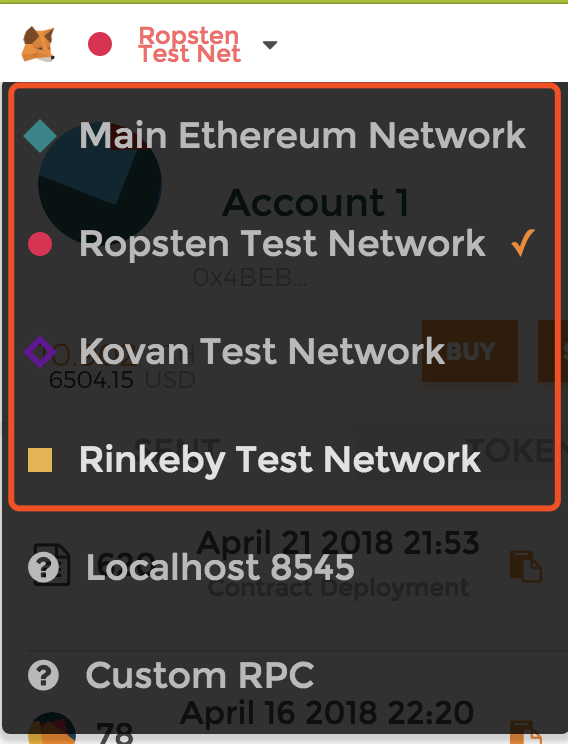 Ropsten
Test Net
Main Ethereum Network
Account 1
Ropsten Test Network
0x4BEB...
Kovan Test Network
BUY
6504.15 USD
SENT
TOKEN
Rinkeby Test Network
April 21 2018 21:53
Localhost 8545
Contract Deployment
Custom RPC
April 16 2018 22:20
78